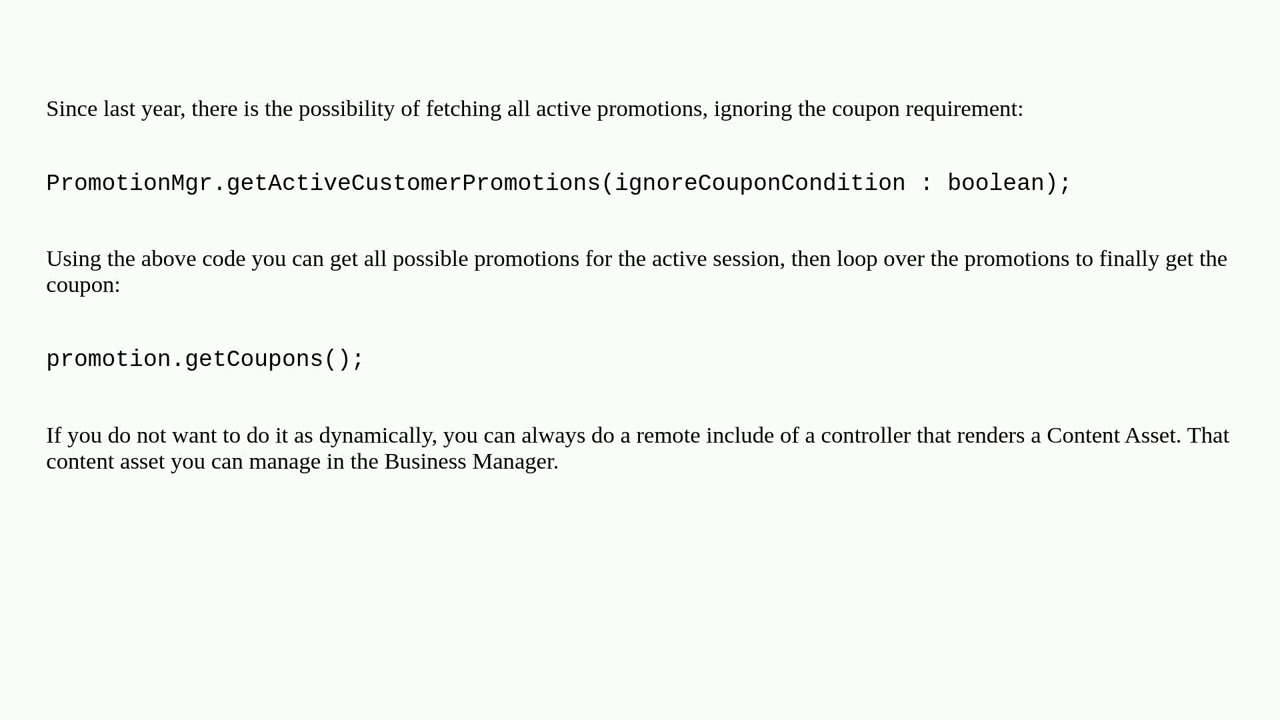 Since last year, there is the possibility of fetching all active promotions, ignoring the coupon requirement:
PromotionMgr.getActiveCustomerPromotions(ignoreCouponCondition : boolean);
Using the above code you can get all possible promotions for the active session, then loop over the promotions to finally get the
coupon:
promotion.getCoupons();
If you do not want to do it as dynamically, you can always do a remote include of a controller that renders a Content Asset. That
content asset you can manage in the Business Manager.